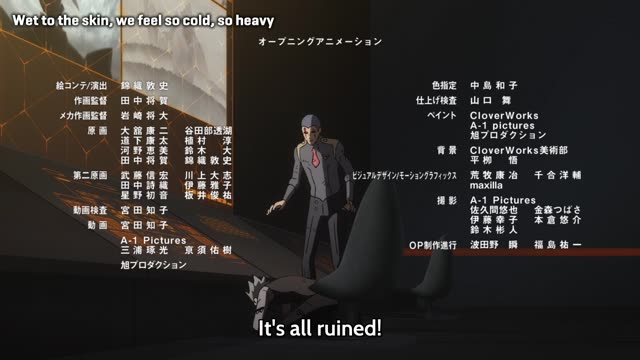 Wet to the skin, we feel so cold, so heavy
オープニングアニメーション
絵コンテ/演出 錦織敦史
作画監督 田中将賀
メカ作画監督 岩崎将大
原画 大舘康二 谷田部透湖
道下康太 植村淳
河野恵美 鈴木大
田中将賀 錦織敦史
第二原画 武藤信宏 川上大志
田中詩織 伊藤雅子
星野初音 板井俊祐
動画検査 宮田知子
動画 宮田知子
A-1 Pictures
三浦琢光 京須佑樹
旭プロダクション
色指定 中島和子
仕上げ検査 山口舞
ペイント CloverWorks
A-1 pictures
旭プロダクション
背景 CloverWorks美術部
平栁悟
ビジュアルデザイン/モーショングラフィックス 荒牧康治 千合洋輔
maxilla
撮影 A-1 Pictures
佐久間悠也 金森つばさ
伊藤幸子 本倉悠介
鈴木彬人
OP制作進行 波田野瞬 福島祐一
It's all ruined!